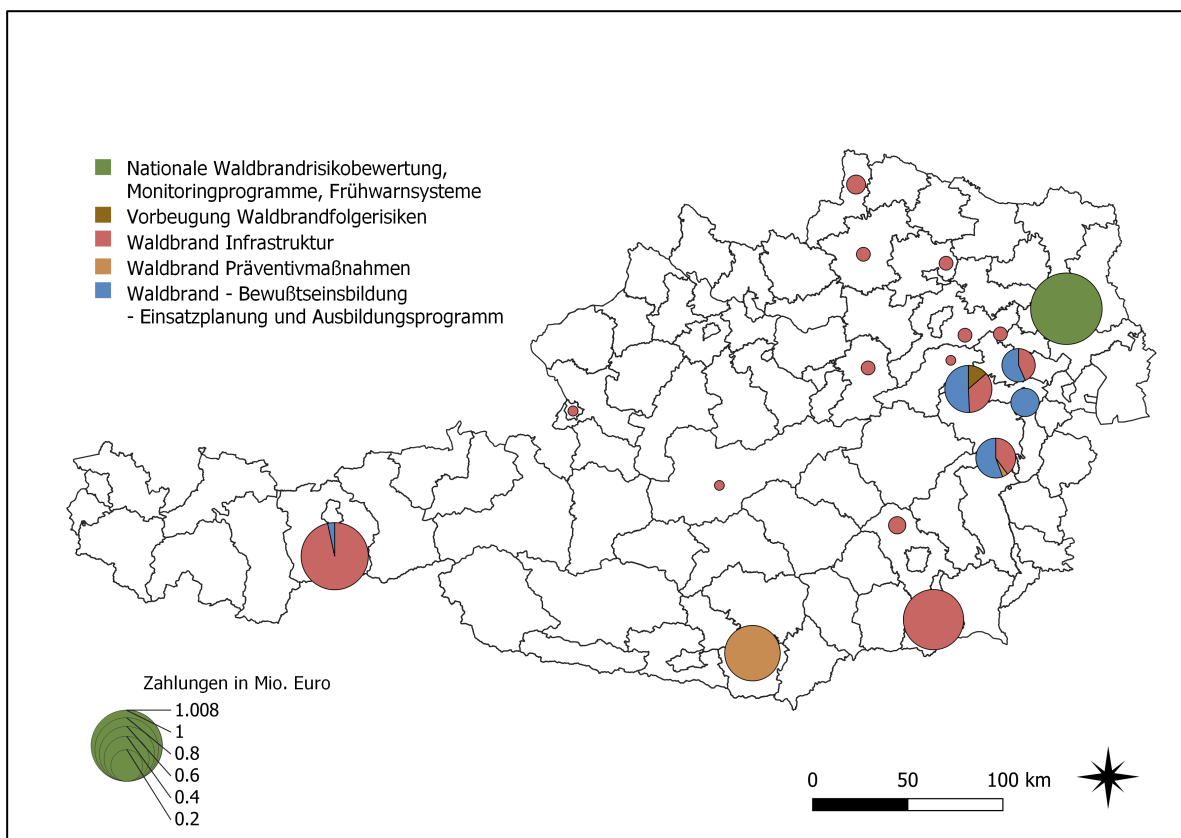 Nationale Waldbrandrisikobewertung,
Monitoringprogramme, Frühwarnsysteme
Vorbeugung Waldbrandfolgerisiken
Waldbrand Infrastruktur
Waldbrand Präventivmaßnahmen
Waldbrand - Bewußtseinsbildung
- Einsatzplanung und Ausbildungsprogramm
Zahlungen in Mio. Euro
1.008
1
0.8
0.6
0.4
0.2
0 50 100 km